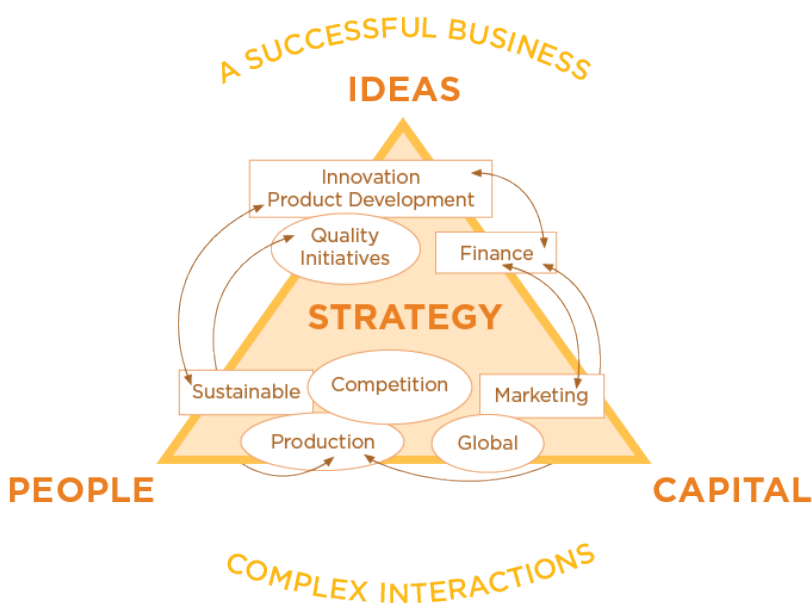 A SUCCESSFUL BUSINESS
IDEAS
Innovation
Product Development
Quality
Initiatives
Finance
STRATEGY
Sustainable
Competition
Marketing
Production
Global
PEOPLE
CAPITAL
COMPLEX INTERACTIONS